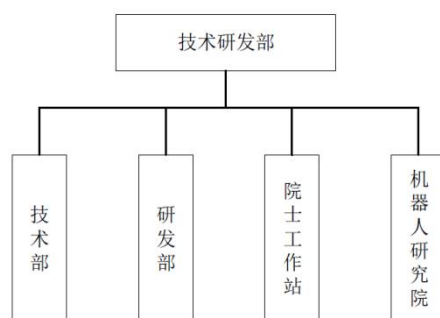 技术研发部
技术部
研发部
院士工作站
机器人研究院